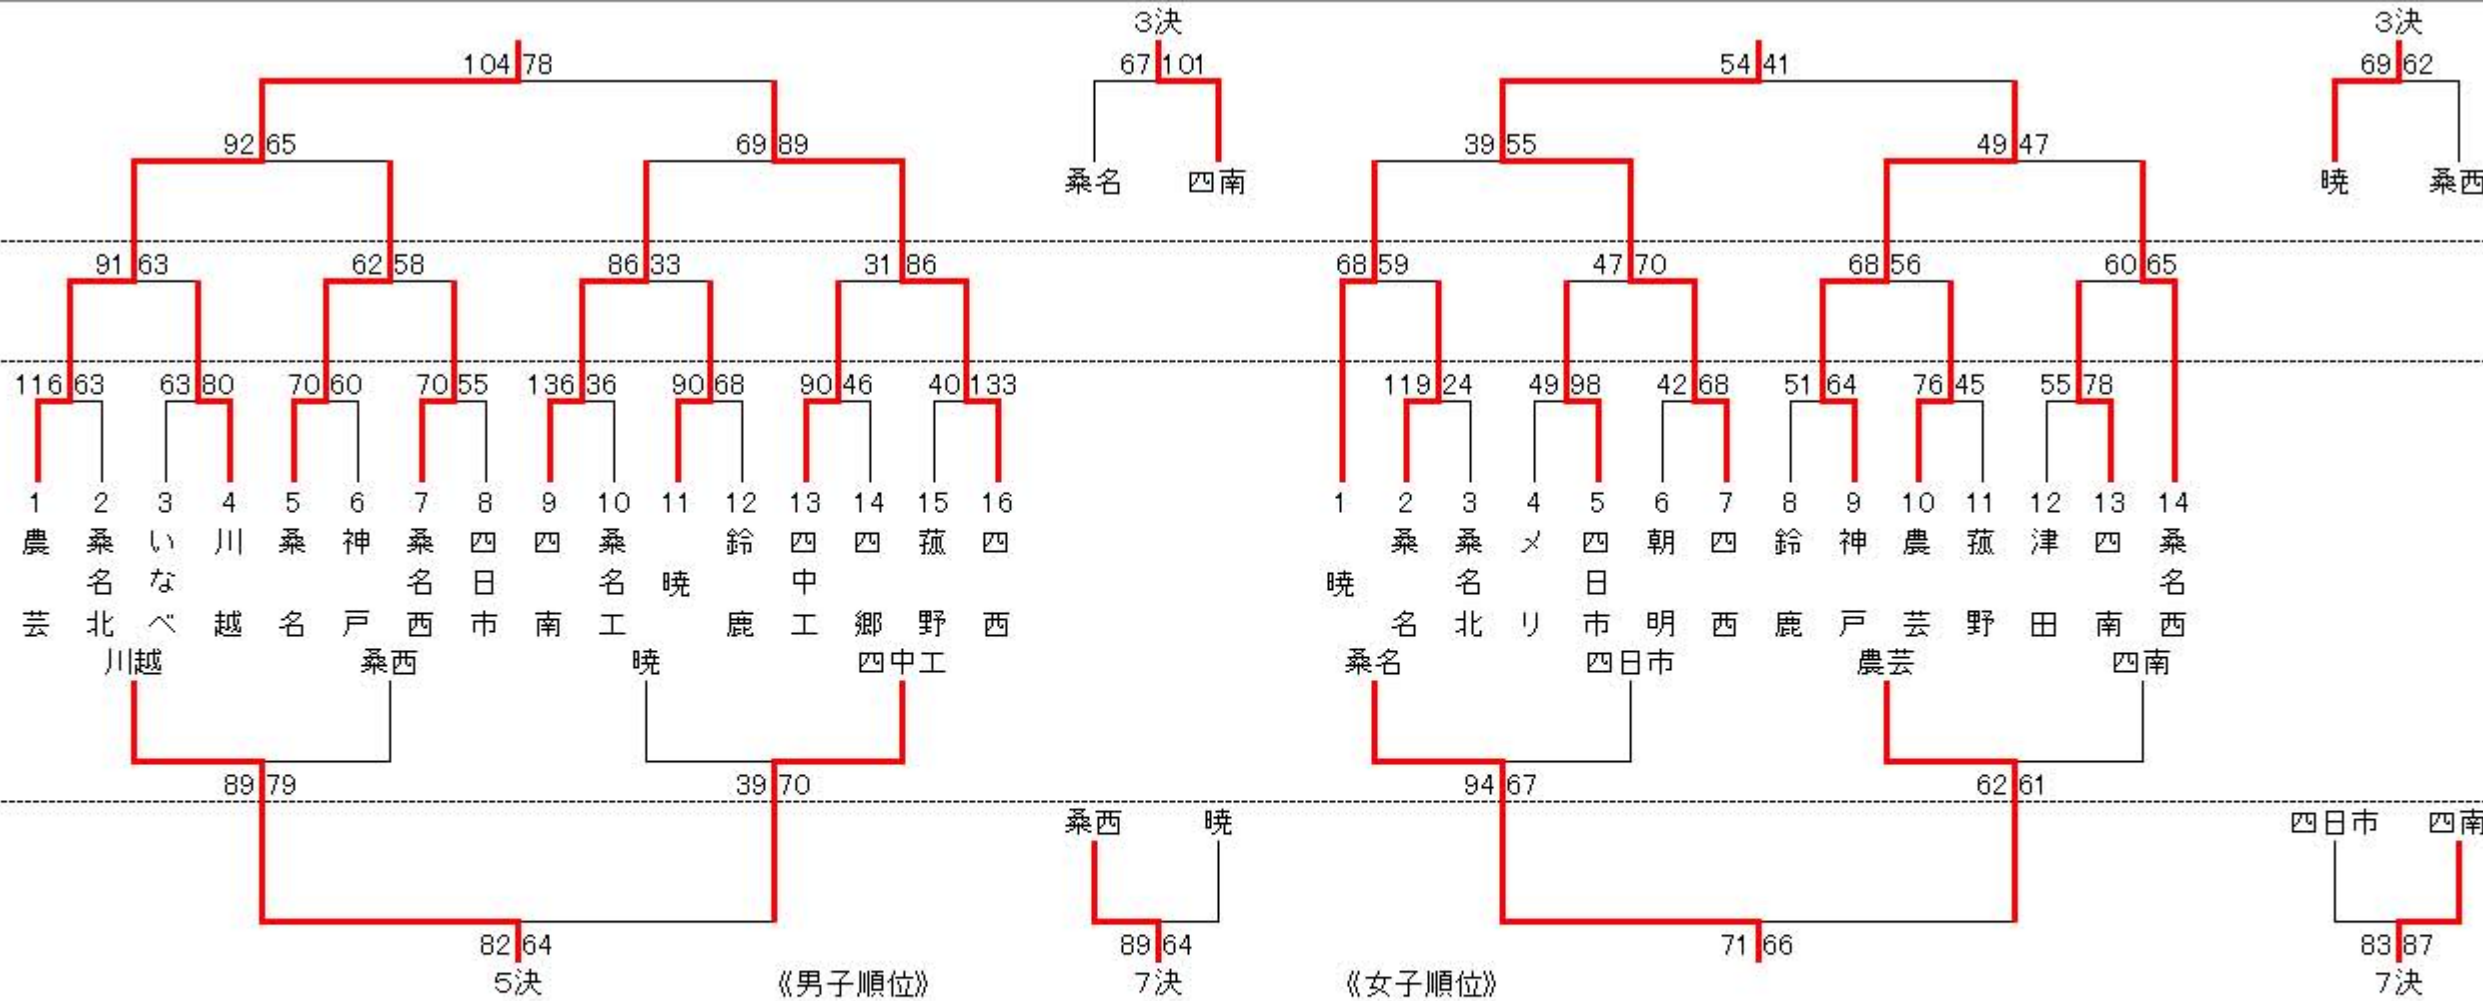 3決 3決
104 78 67 101 54 41 69 62
92 65 69 89 39 55 49 47
桑名 四南 暁 桑西
91 63 62 58 86 33 31 86 68 59 47 70 68 56 60 65
116 63 63 80 70 60 70 55 136 36 90 68 90 46 40 133 119 24 49 98 42 68 51 64 76 45 55 78
1 2 3 4 5 6 7 8 9 10 11 12 13 14 15 16 1 2 3 4 5 6 7 8 9 10 11 12 13 14
農芸 桑名北 いなべ 川越 桑名 神戸 桑名西 四日市 四南 桑名工 暁 鈴鹿 四中工 四郷 菰野 四西 暁 桑名 桑名北 メリ 四日市 朝明 四西 鈴鹿 神戸 農芸 菰野 津田 四南 桑名西
川越 桑西 暁 四中工 桑名 四日市 農芸 四南
89 79 39 70 94 67 62 61
桑西 暁 四日市 四南
82 64 89 64 71 66 83 87
5決 《男子順位》 7決 《女子順位》 7決